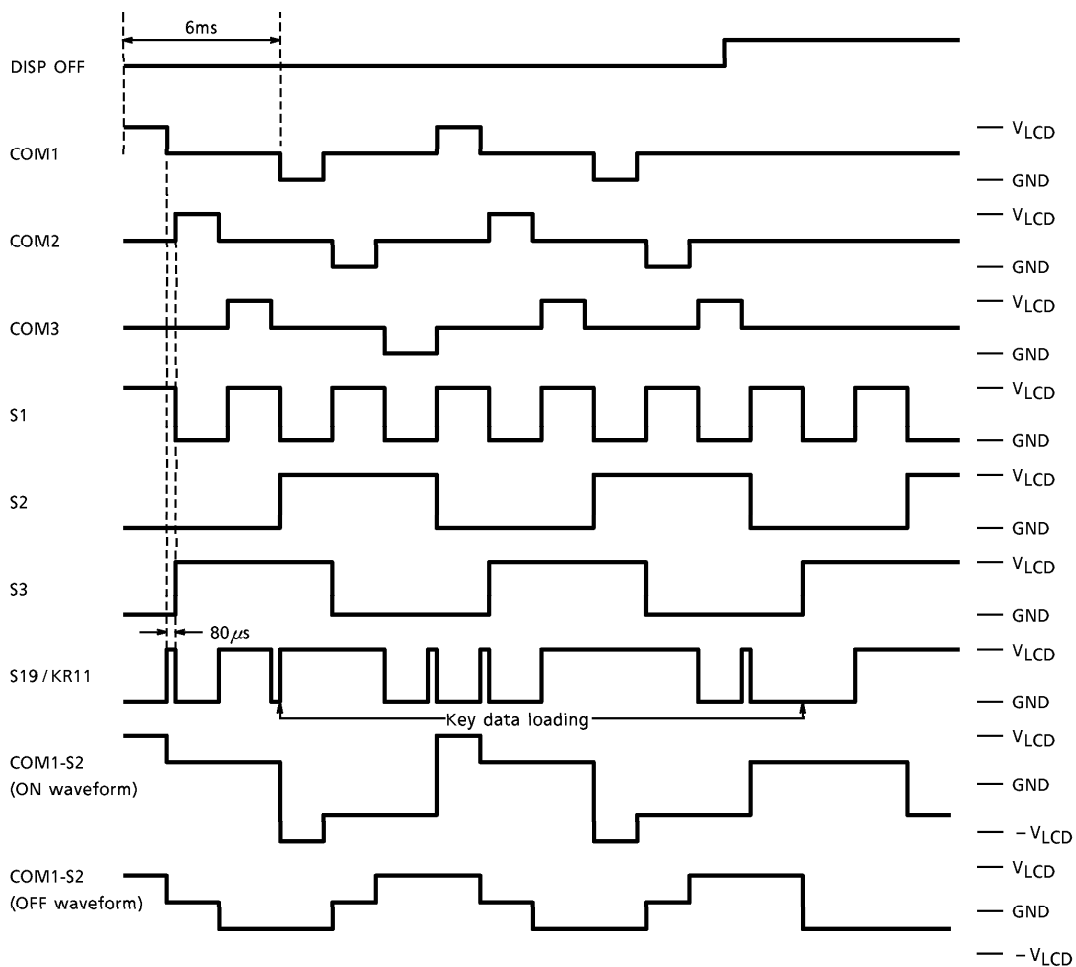 6ms
DISP OFF
COM1
VLCD
GND
COM2
VLCD
GND
COM3
VLCD
GND
S1
VLCD
GND
S2
VLCD
GND
S3
VLCD
GND
80μs
S19/KR11
VLCD
GND
Key data loading
COM1-S2
(ON waveform)
VLCD
GND
-VLCD
COM1-S2
(OFF waveform)
VLCD
GND
-VLCD